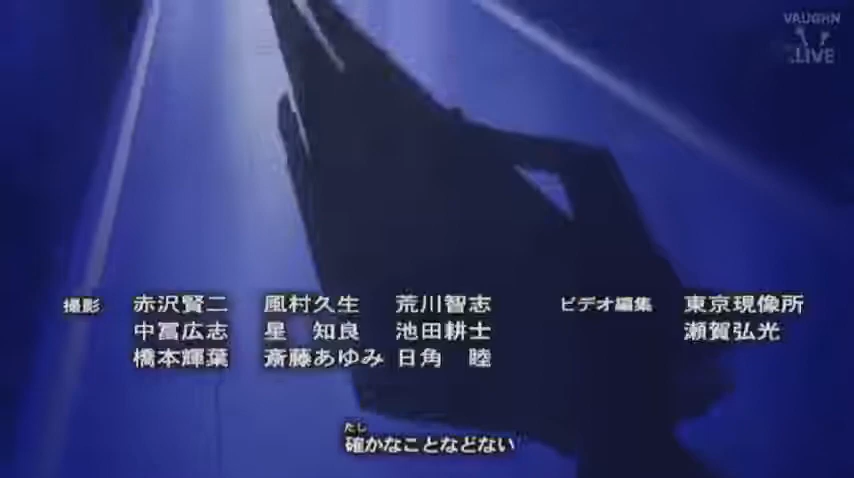 VAUGHN
.LIVE
撮影 赤沢賢二 風村久生 荒川智志 ビデオ編集 東京現像所
中冨広志 星 知良 池田耕士 瀬賀弘光
橋本輝葉 斎藤あゆみ 日角 睦
たし
確かなことなどない